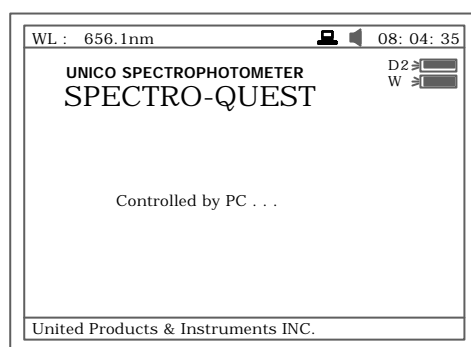 WL : 656.1nm 08: 04: 35
UNICO SPECTROPHOTOMETER
SPECTRO-QUEST
D2
W
Controlled by PC . . .
United Products & Instruments INC.